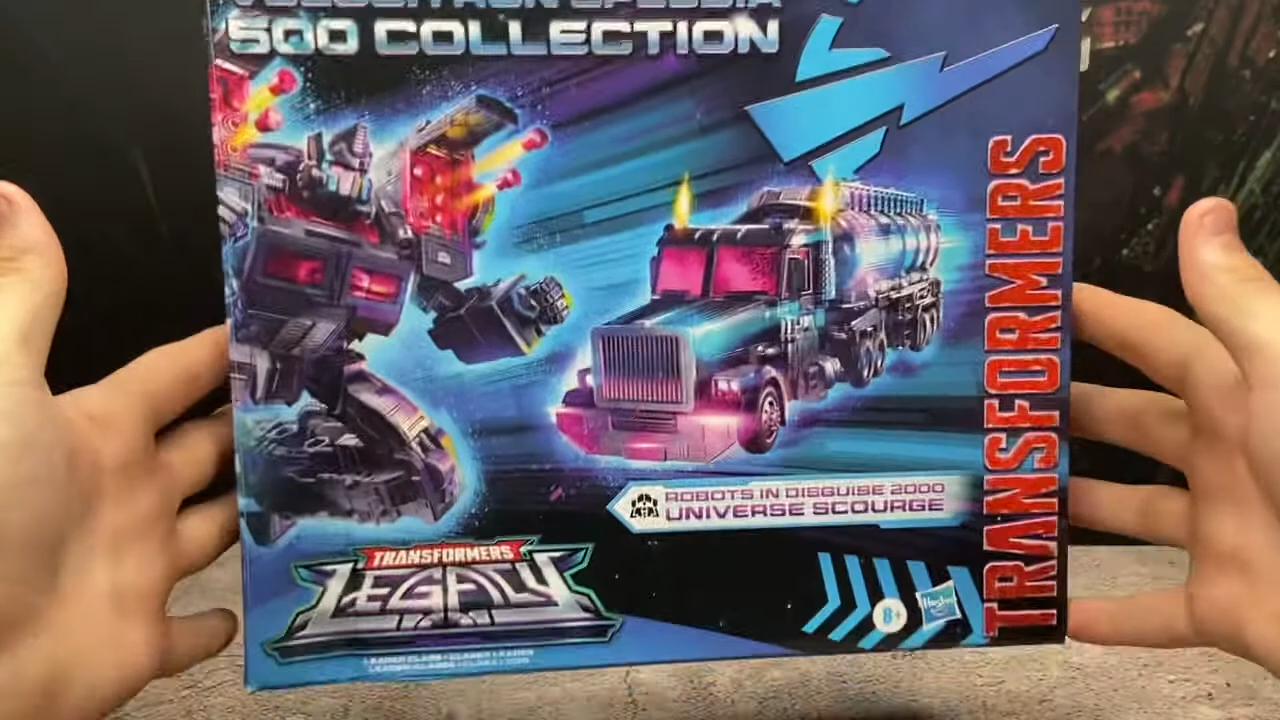 500 COLLECTION
TRANSFORMERS
ROBOTS IN DISGUISE 2000
UNIVERSE SCOURGE
TRANSFORMERS
LEGACY
8+
Hasbro